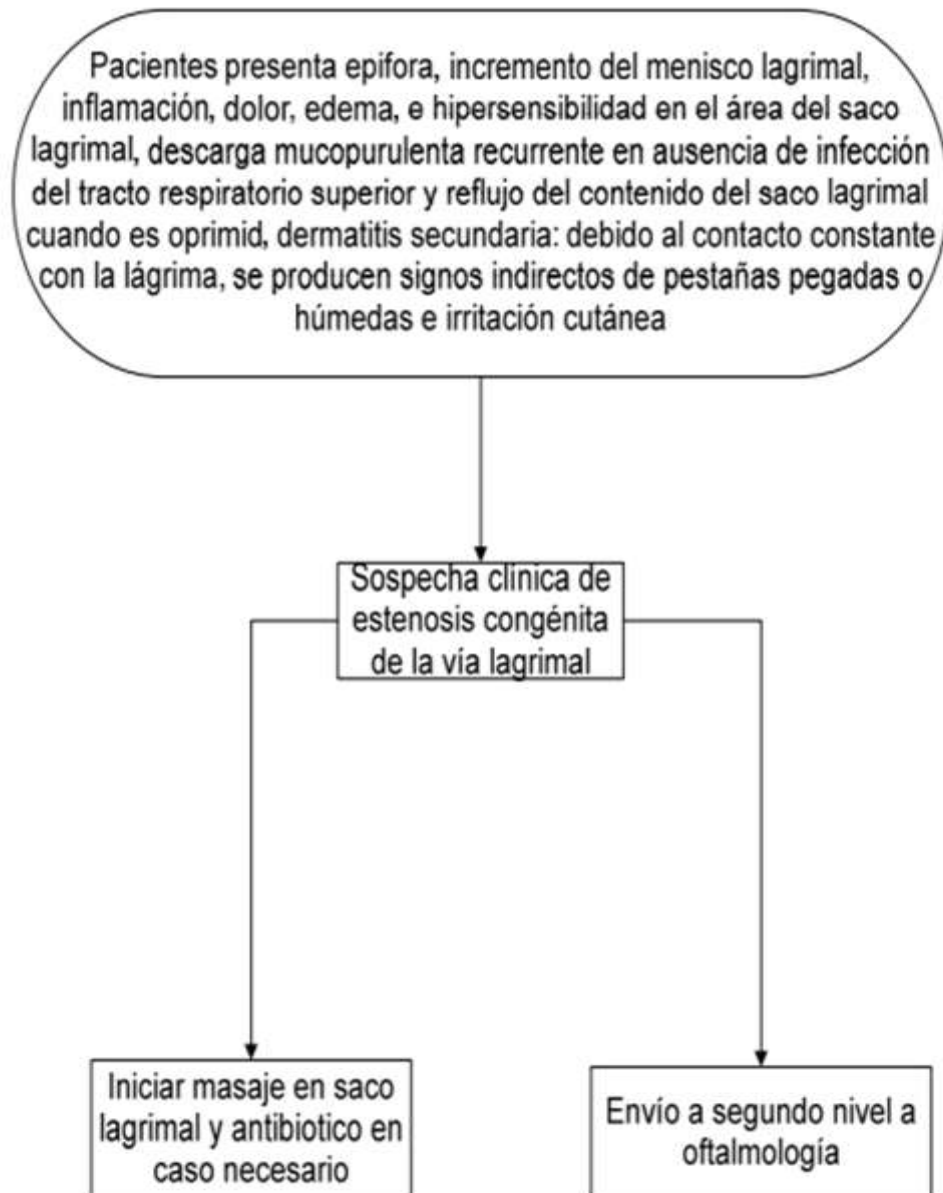 Pacientes presenta epifora, incremento del menisco lagrimal,
inflamación, dolor, edema, e hipersensibilidad en el área del saco
lagrimal, descarga mucopurulenta recurrente en ausencia de infección
del tracto respiratorio superior y reflujo del contenido del saco lagrimal
cuando es oprimid, dermatitis secundaria: debido al contacto constante
con la lágrima, se producen signos indirectos de pestañas pegadas o
húmedas e irritación cutánea
Sospecha clínica de
estenosis congénita
de la vía lagrimal
Iniciar masaje en saco
lagrimal y antibiotico en
caso necesario
Envío a segundo nivel a
oftalmología